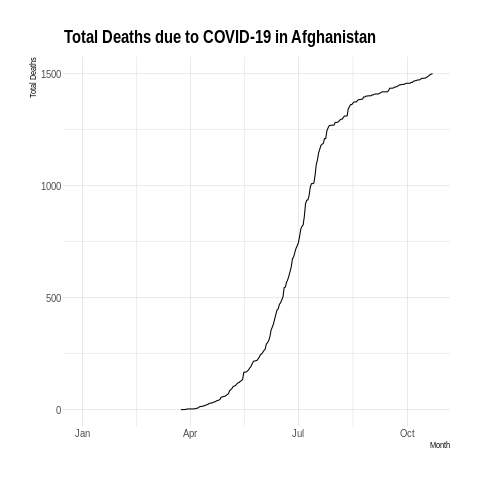 Total Deaths due to COVID-19 in Afghanistan
Total Deaths
1500
1000
500
0
Jan Apr Jul Oct
Month